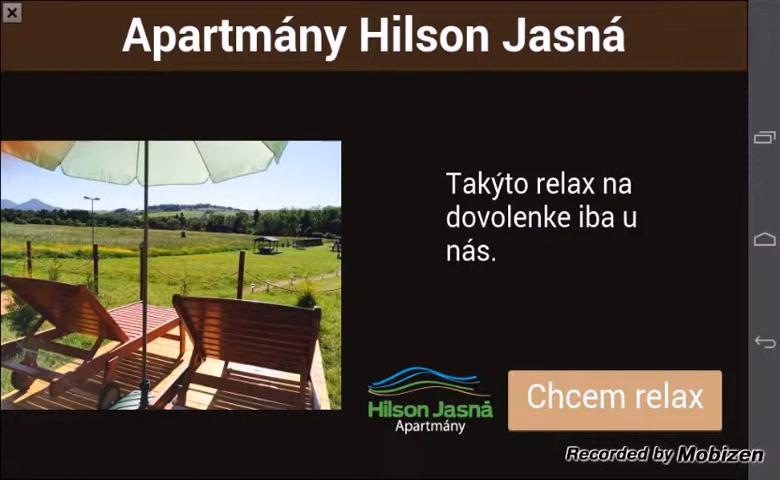 Apartmány Hilson Jasná
Takýto relax na
dovolenke iba u
nás.
Hilson Jasná
Apartmány
Chcem relax
Recorded by Mobizen